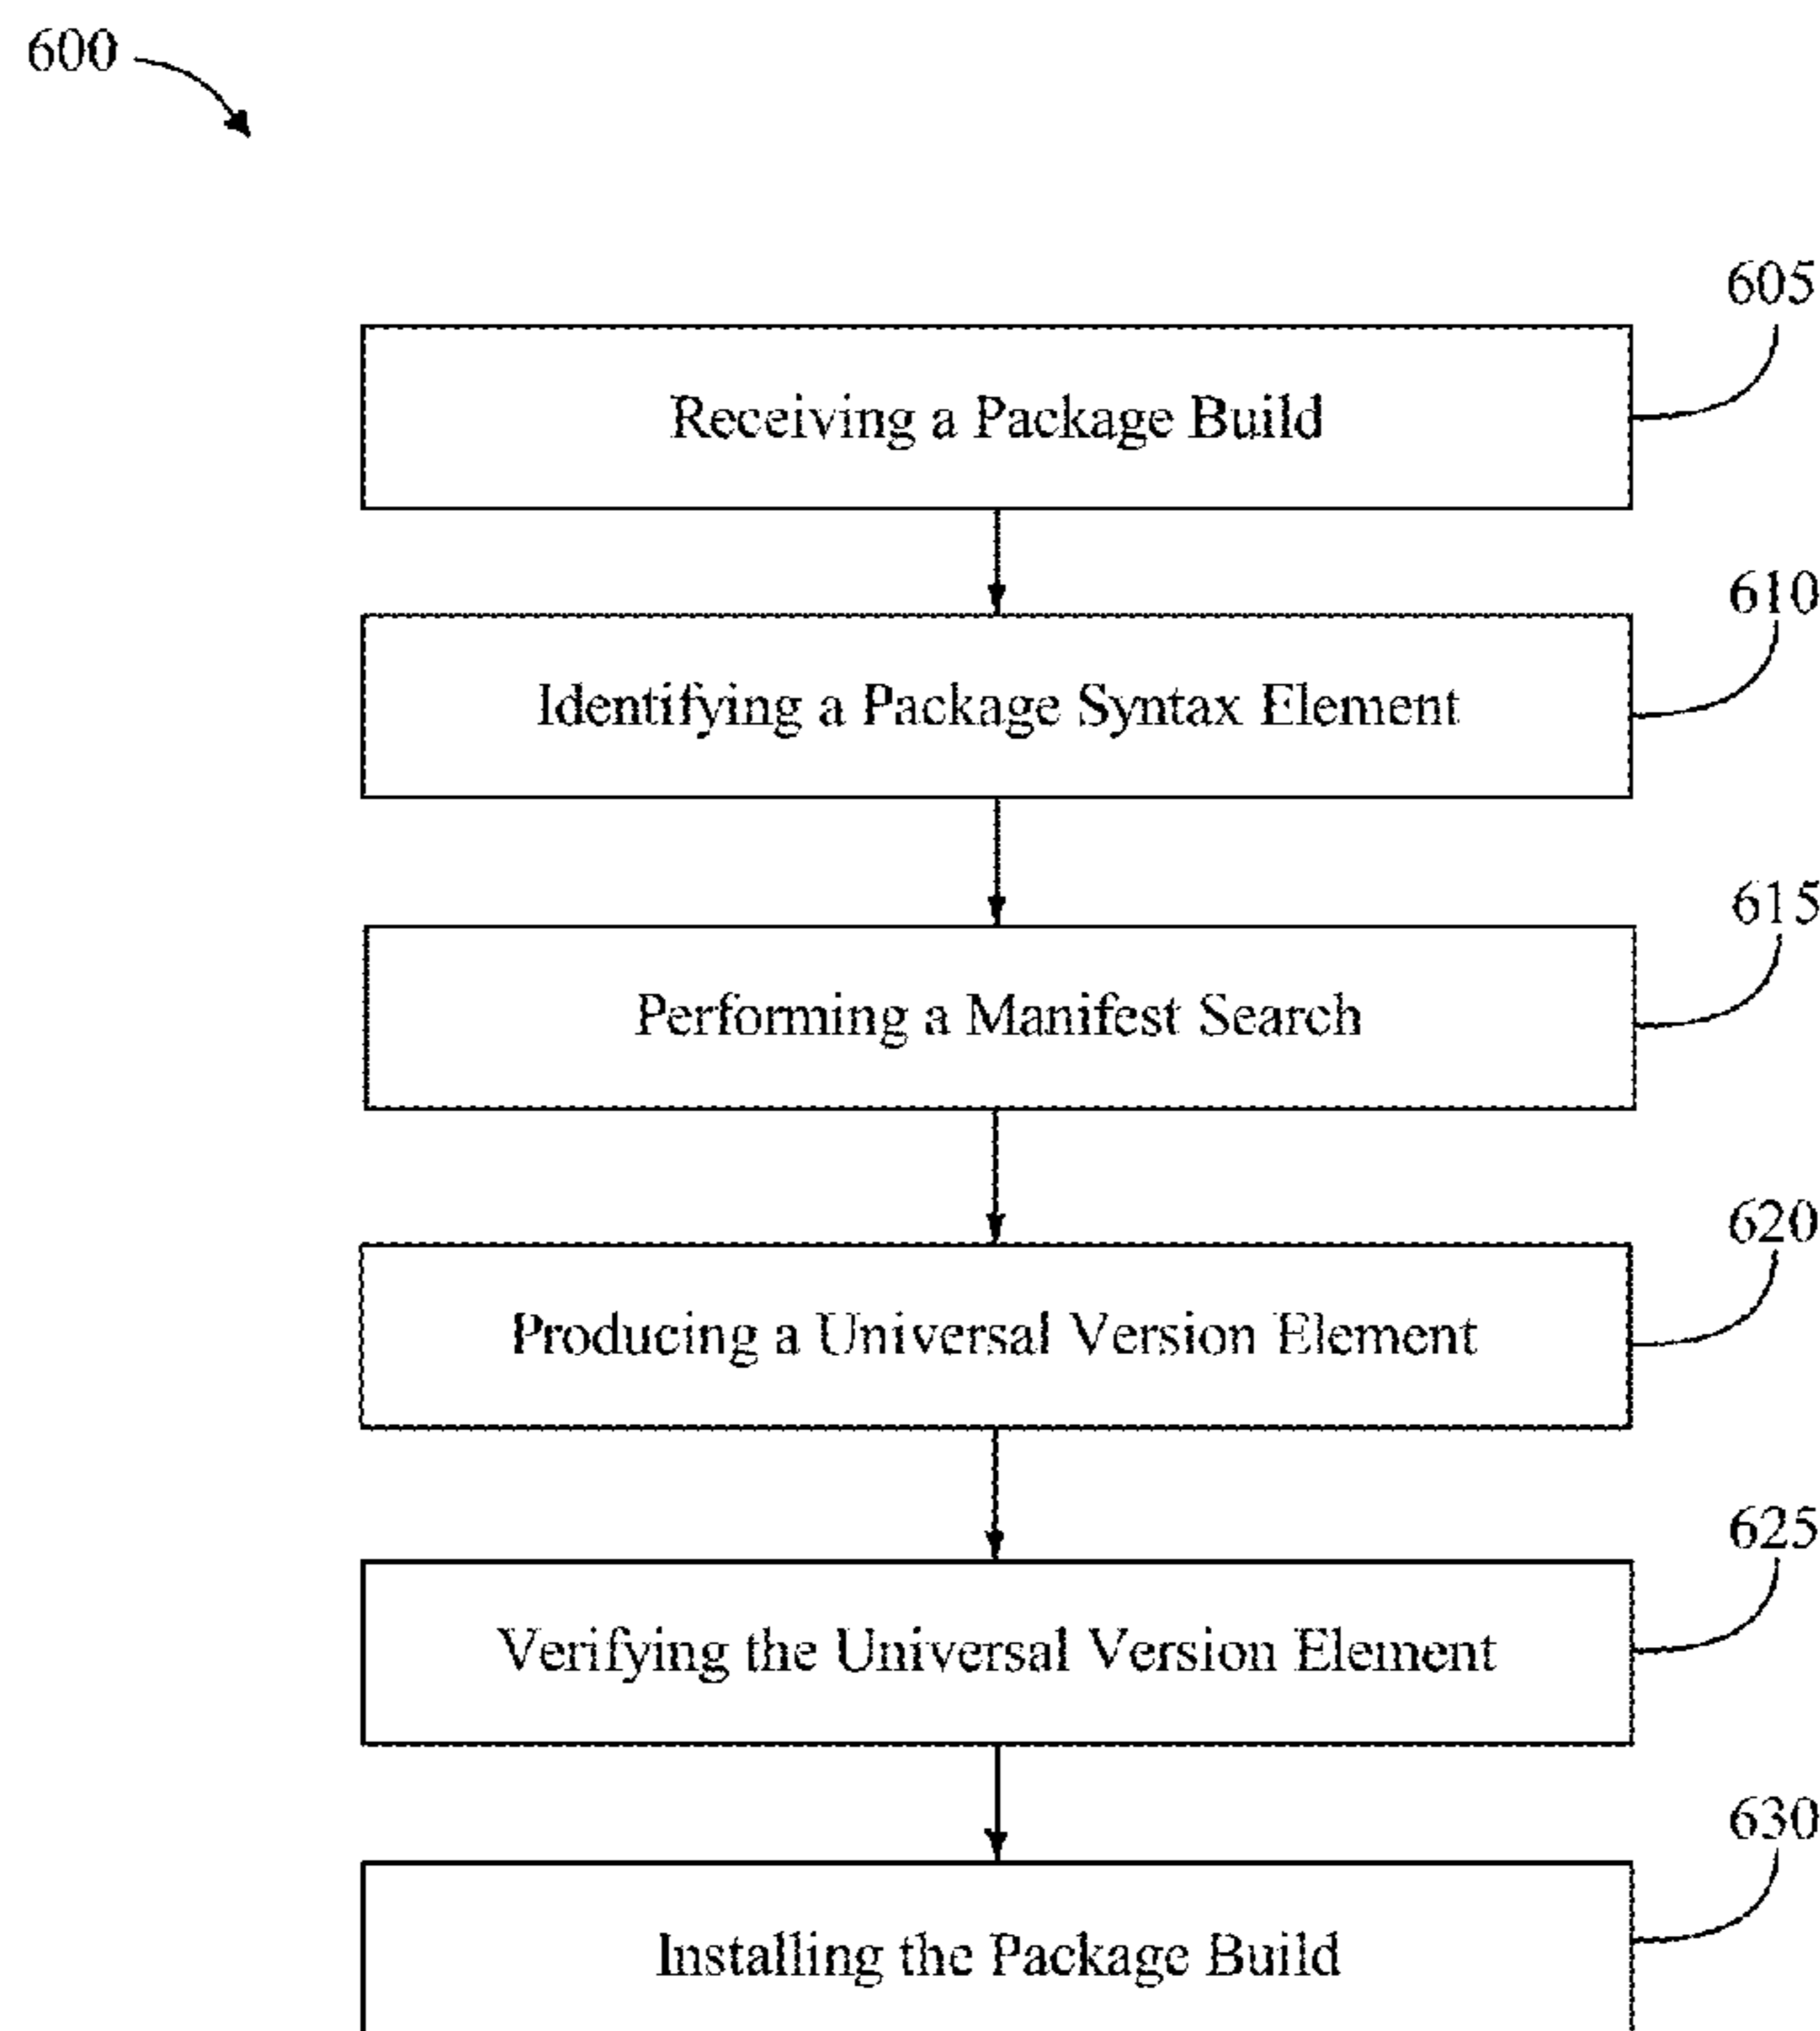 600
605
Receiving a Package Build
610
Identifying a Package Syntax Element
615
Performing a Manifest Search
620
Producing a Universal Version Element
625
Verifying the Universal Version Element
630
Installing the Package Build